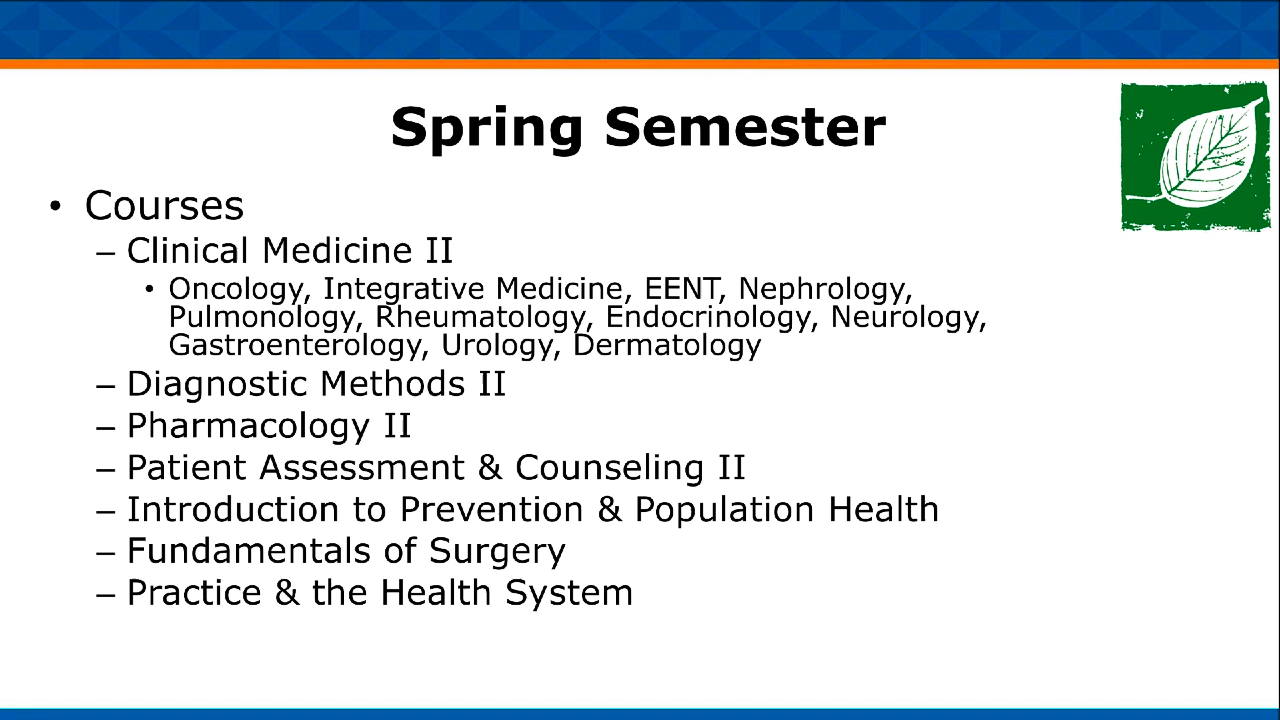 Spring Semester
• Courses
– Clinical Medicine II
• Oncology, Integrative Medicine, EENT, Nephrology,
Pulmonology, Rheumatology, Endocrinology, Neurology,
Gastroenterology, Urology, Dermatology
– Diagnostic Methods II
– Pharmacology II
– Patient Assessment & Counseling II
– Introduction to Prevention & Population Health
– Fundamentals of Surgery
– Practice & the Health System